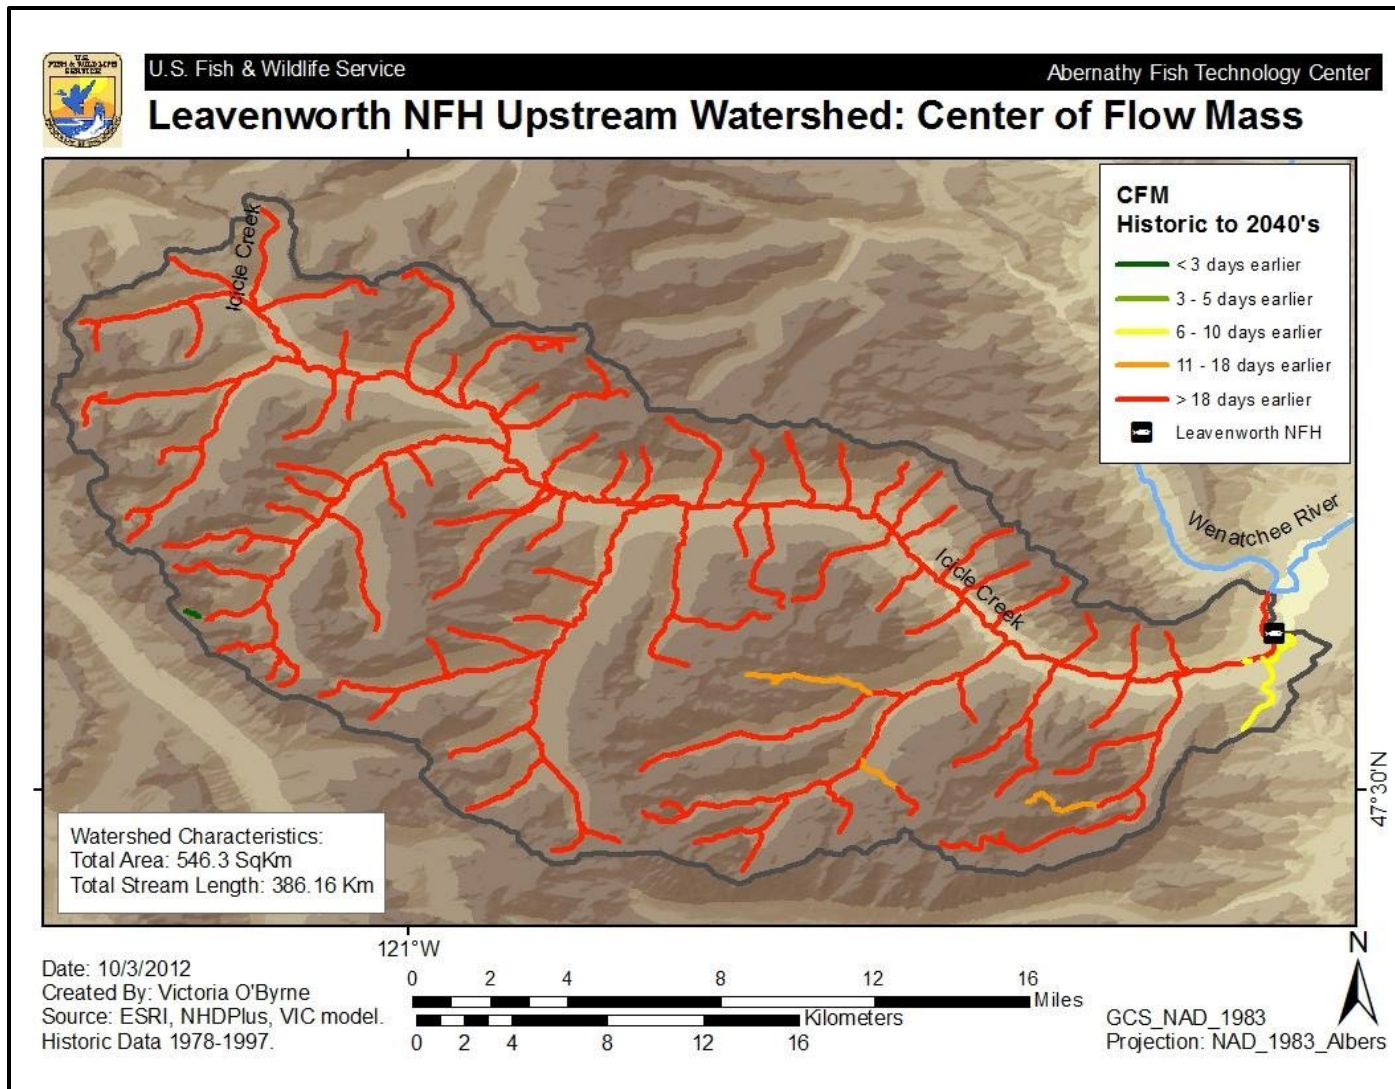 U.S.
FISH & WILDLIFE
SERVICE
U.S. Fish & Wildlife Service
Abernathy Fish Technology Center
Leavenworth NFH Upstream Watershed: Center of Flow Mass
CFM
Historic to 2040's
< 3 days earlier
3 - 5 days earlier
6 - 10 days earlier
11 - 18 days earlier
> 18 days earlier
Leavenworth NFH
Icicle Creek
Wenatchee River
Icicle Creek
47°30'N
Watershed Characteristics:
Total Area: 546.3 SqKm
Total Stream Length: 386.16 Km
121°W
N
Date: 10/3/2012
Created By: Victoria O'Byrne
Source: ESRI, NHDPlus, VIC model.
Historic Data 1978-1997.
0 2 4 8 12 16
Miles
Kilometers
0 2 4 8 12 16
GCS_NAD_1983
Projection: NAD_1983_Albers